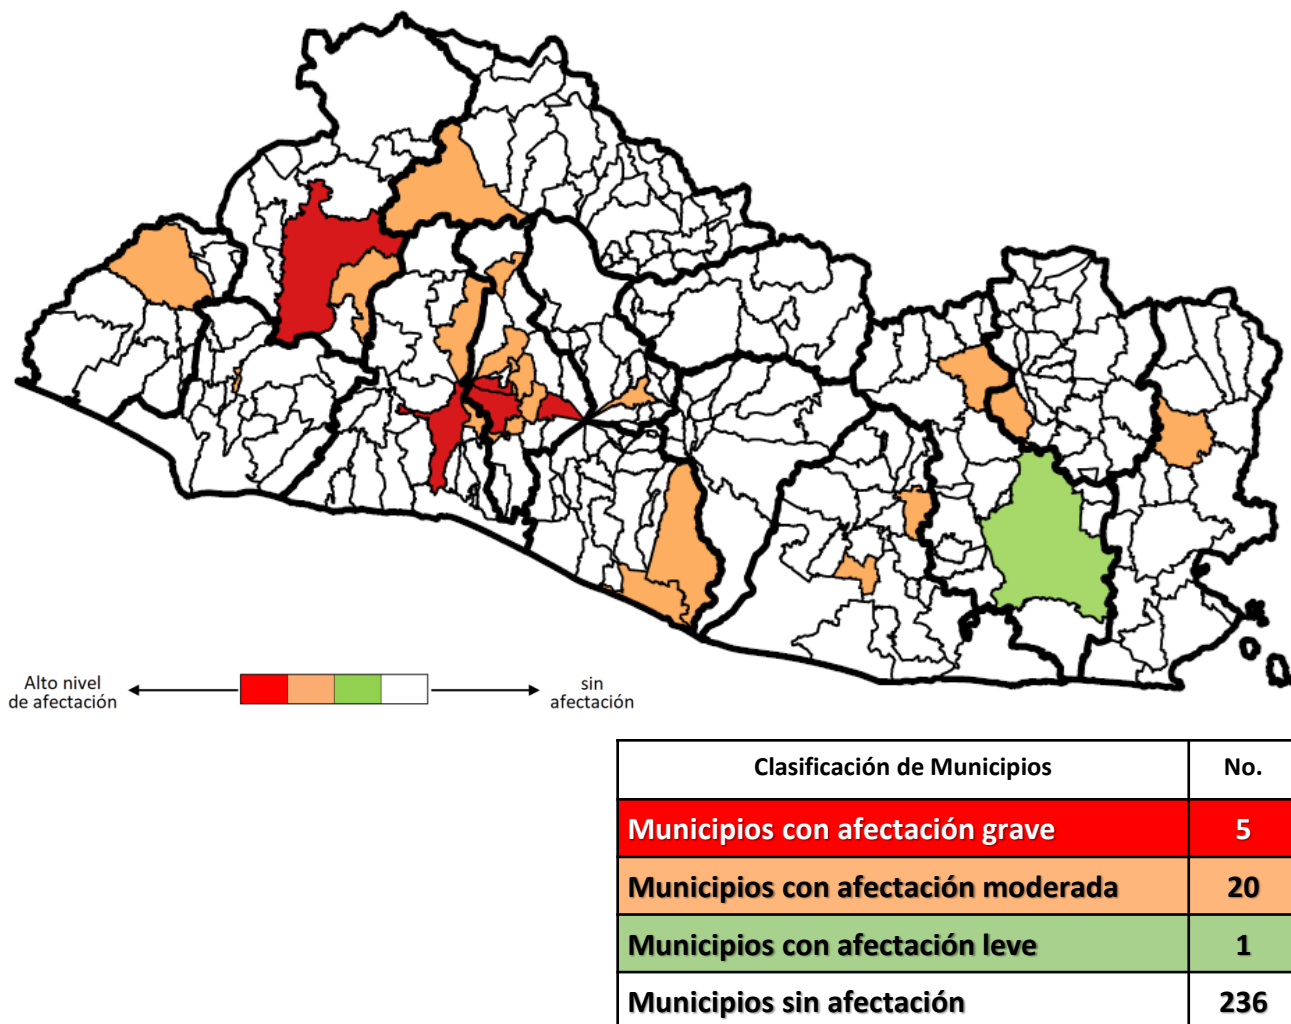 Alto nivel
de afectación
sin
afectación
Clasificación de Municipios No.
Municipios con afectación grave 5
Municipios con afectación moderada 20
Municipios con afectación leve 1
Municipios sin afectación 236